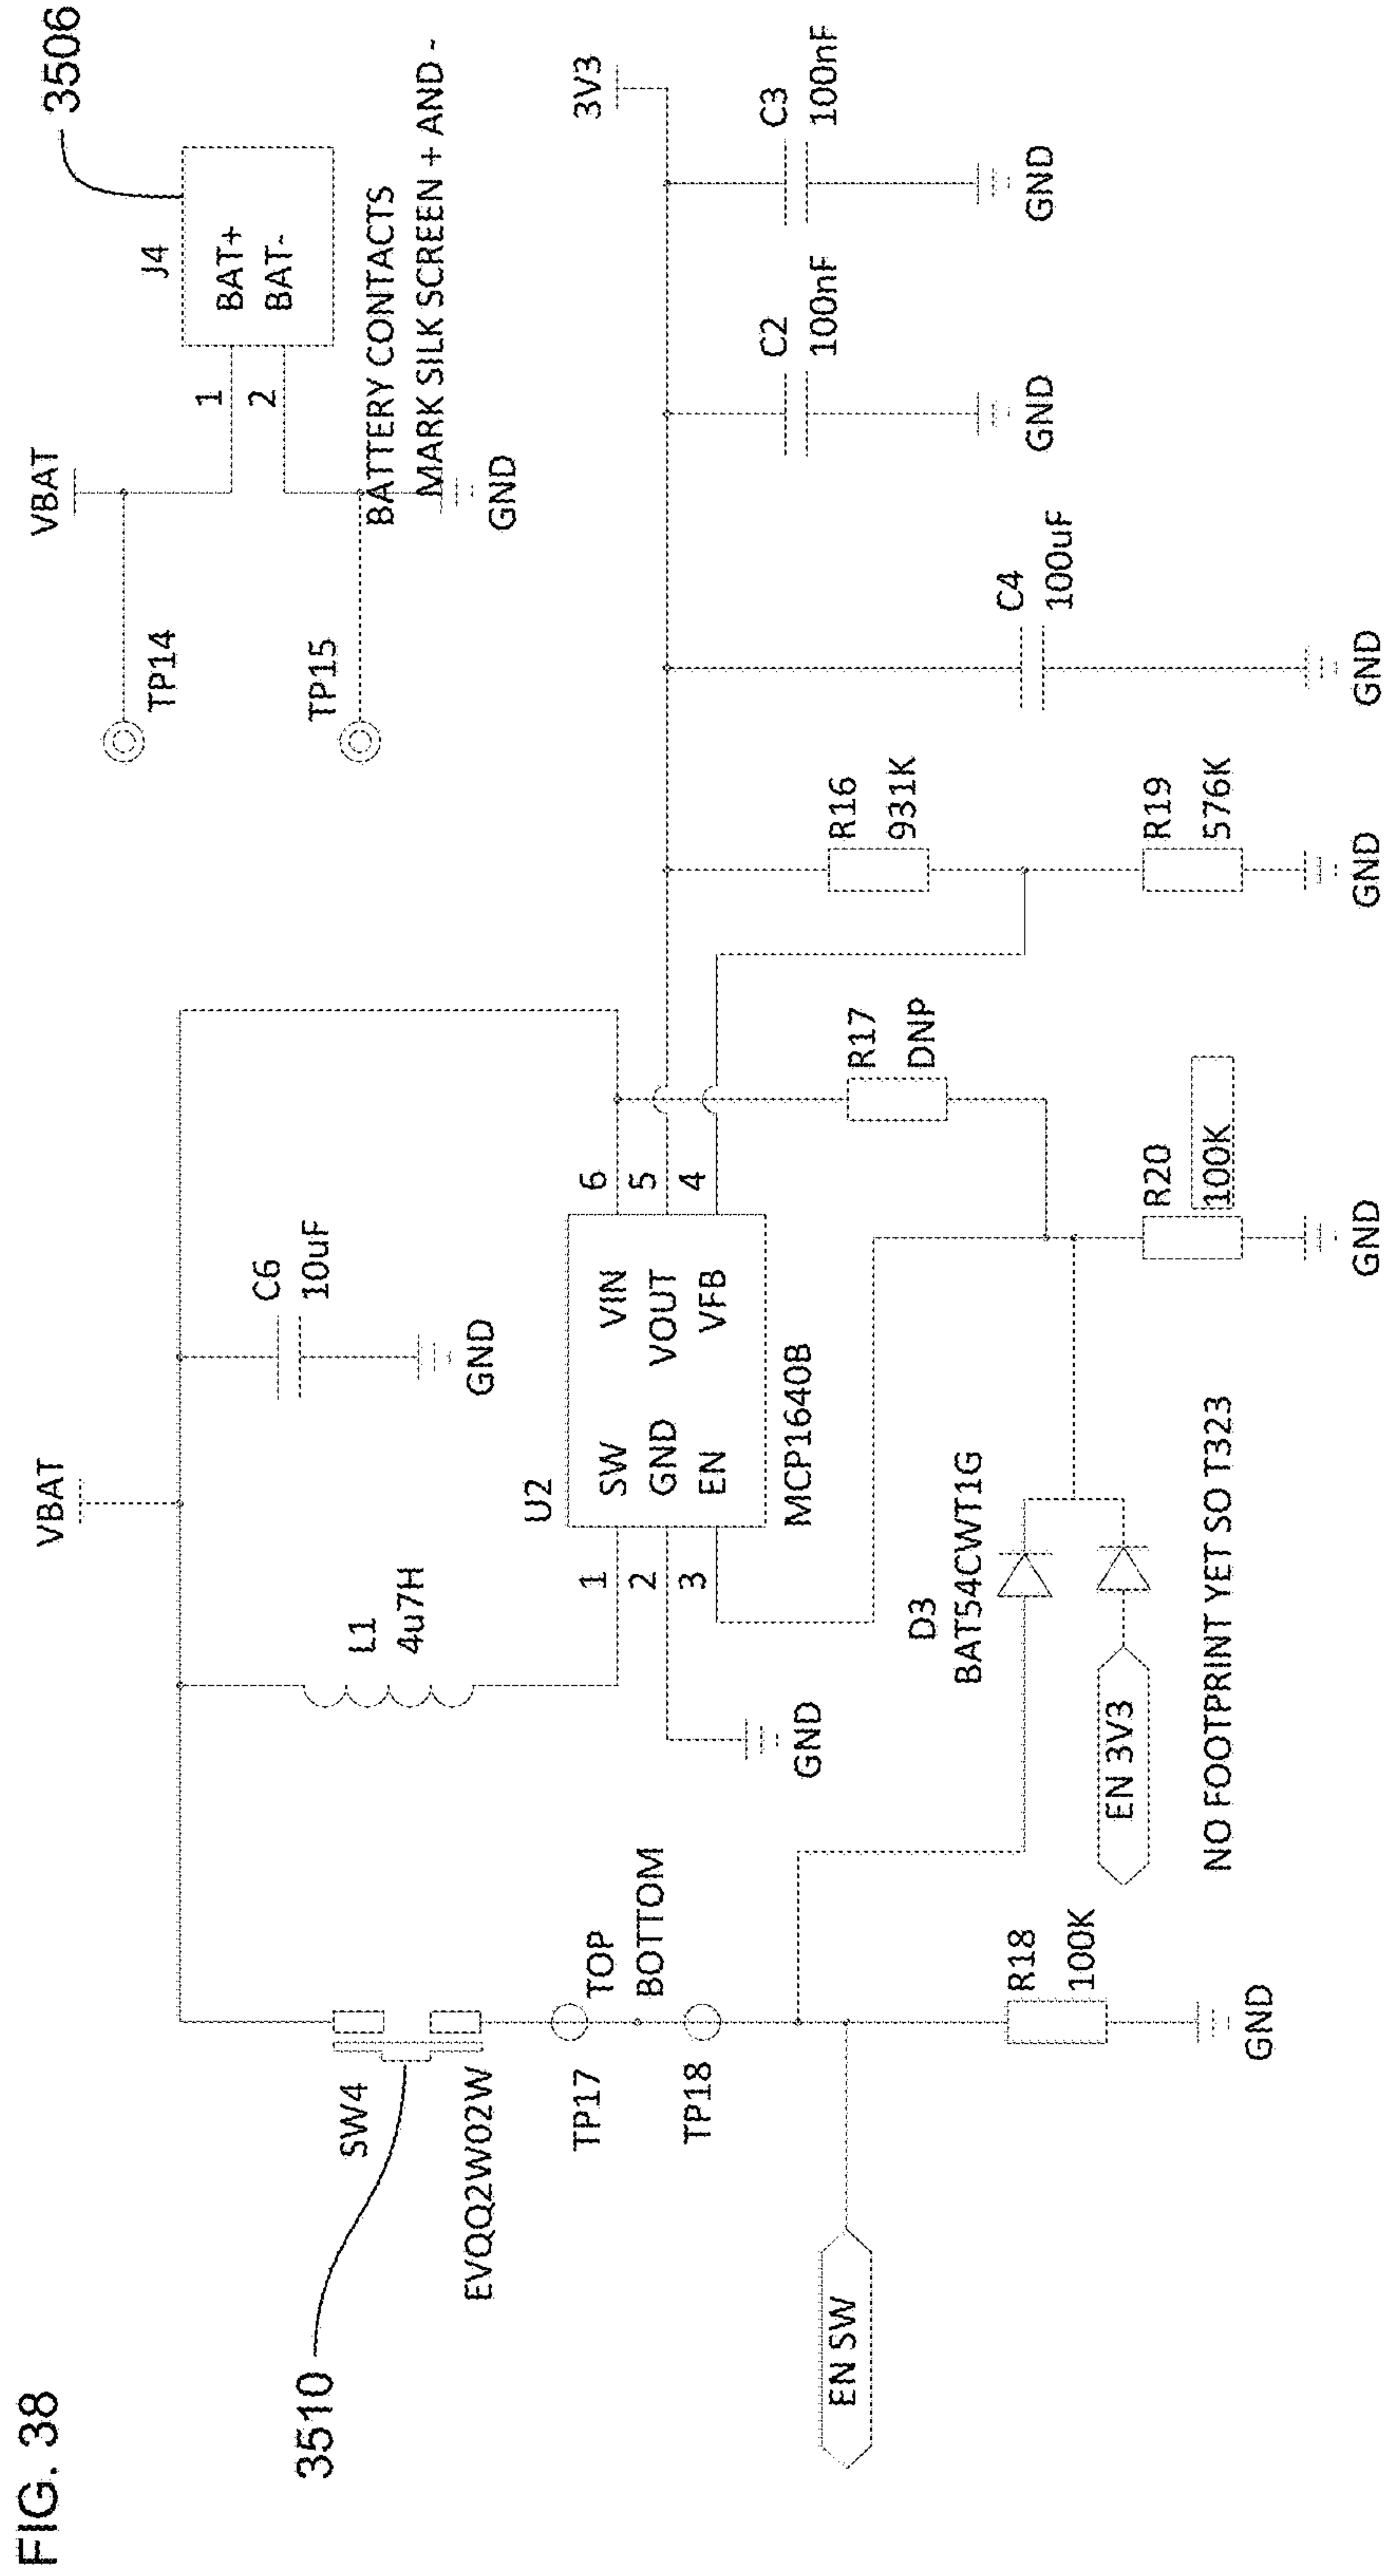 FIG. 38
3510
SW4
EVQQ2W02W
TP17
TOP
BOTTOM
TP18
EN SW
R18
100K
GND
VBAT
L1
4u7H
C6
10uF
GND
U2
SW
GND
EN
VIN
VOUT
VFB
1
2
3
6
5
4
MCP1640B
GND
D3
BAT54CWT1G
EN 3V3
NO FOOTPRINT YET SO T323
R17
DNP
R20
100K
GND
R16
931K
R19
576K
GND
C4
100uF
GND
C2
100nF
GND
C3
100nF
GND
3V3
VBAT
TP14
TP15
1
2
J4
BAT+
BAT-
3506
BATTERY CONTACTS
MARK SILK SCREEN + AND -
GND